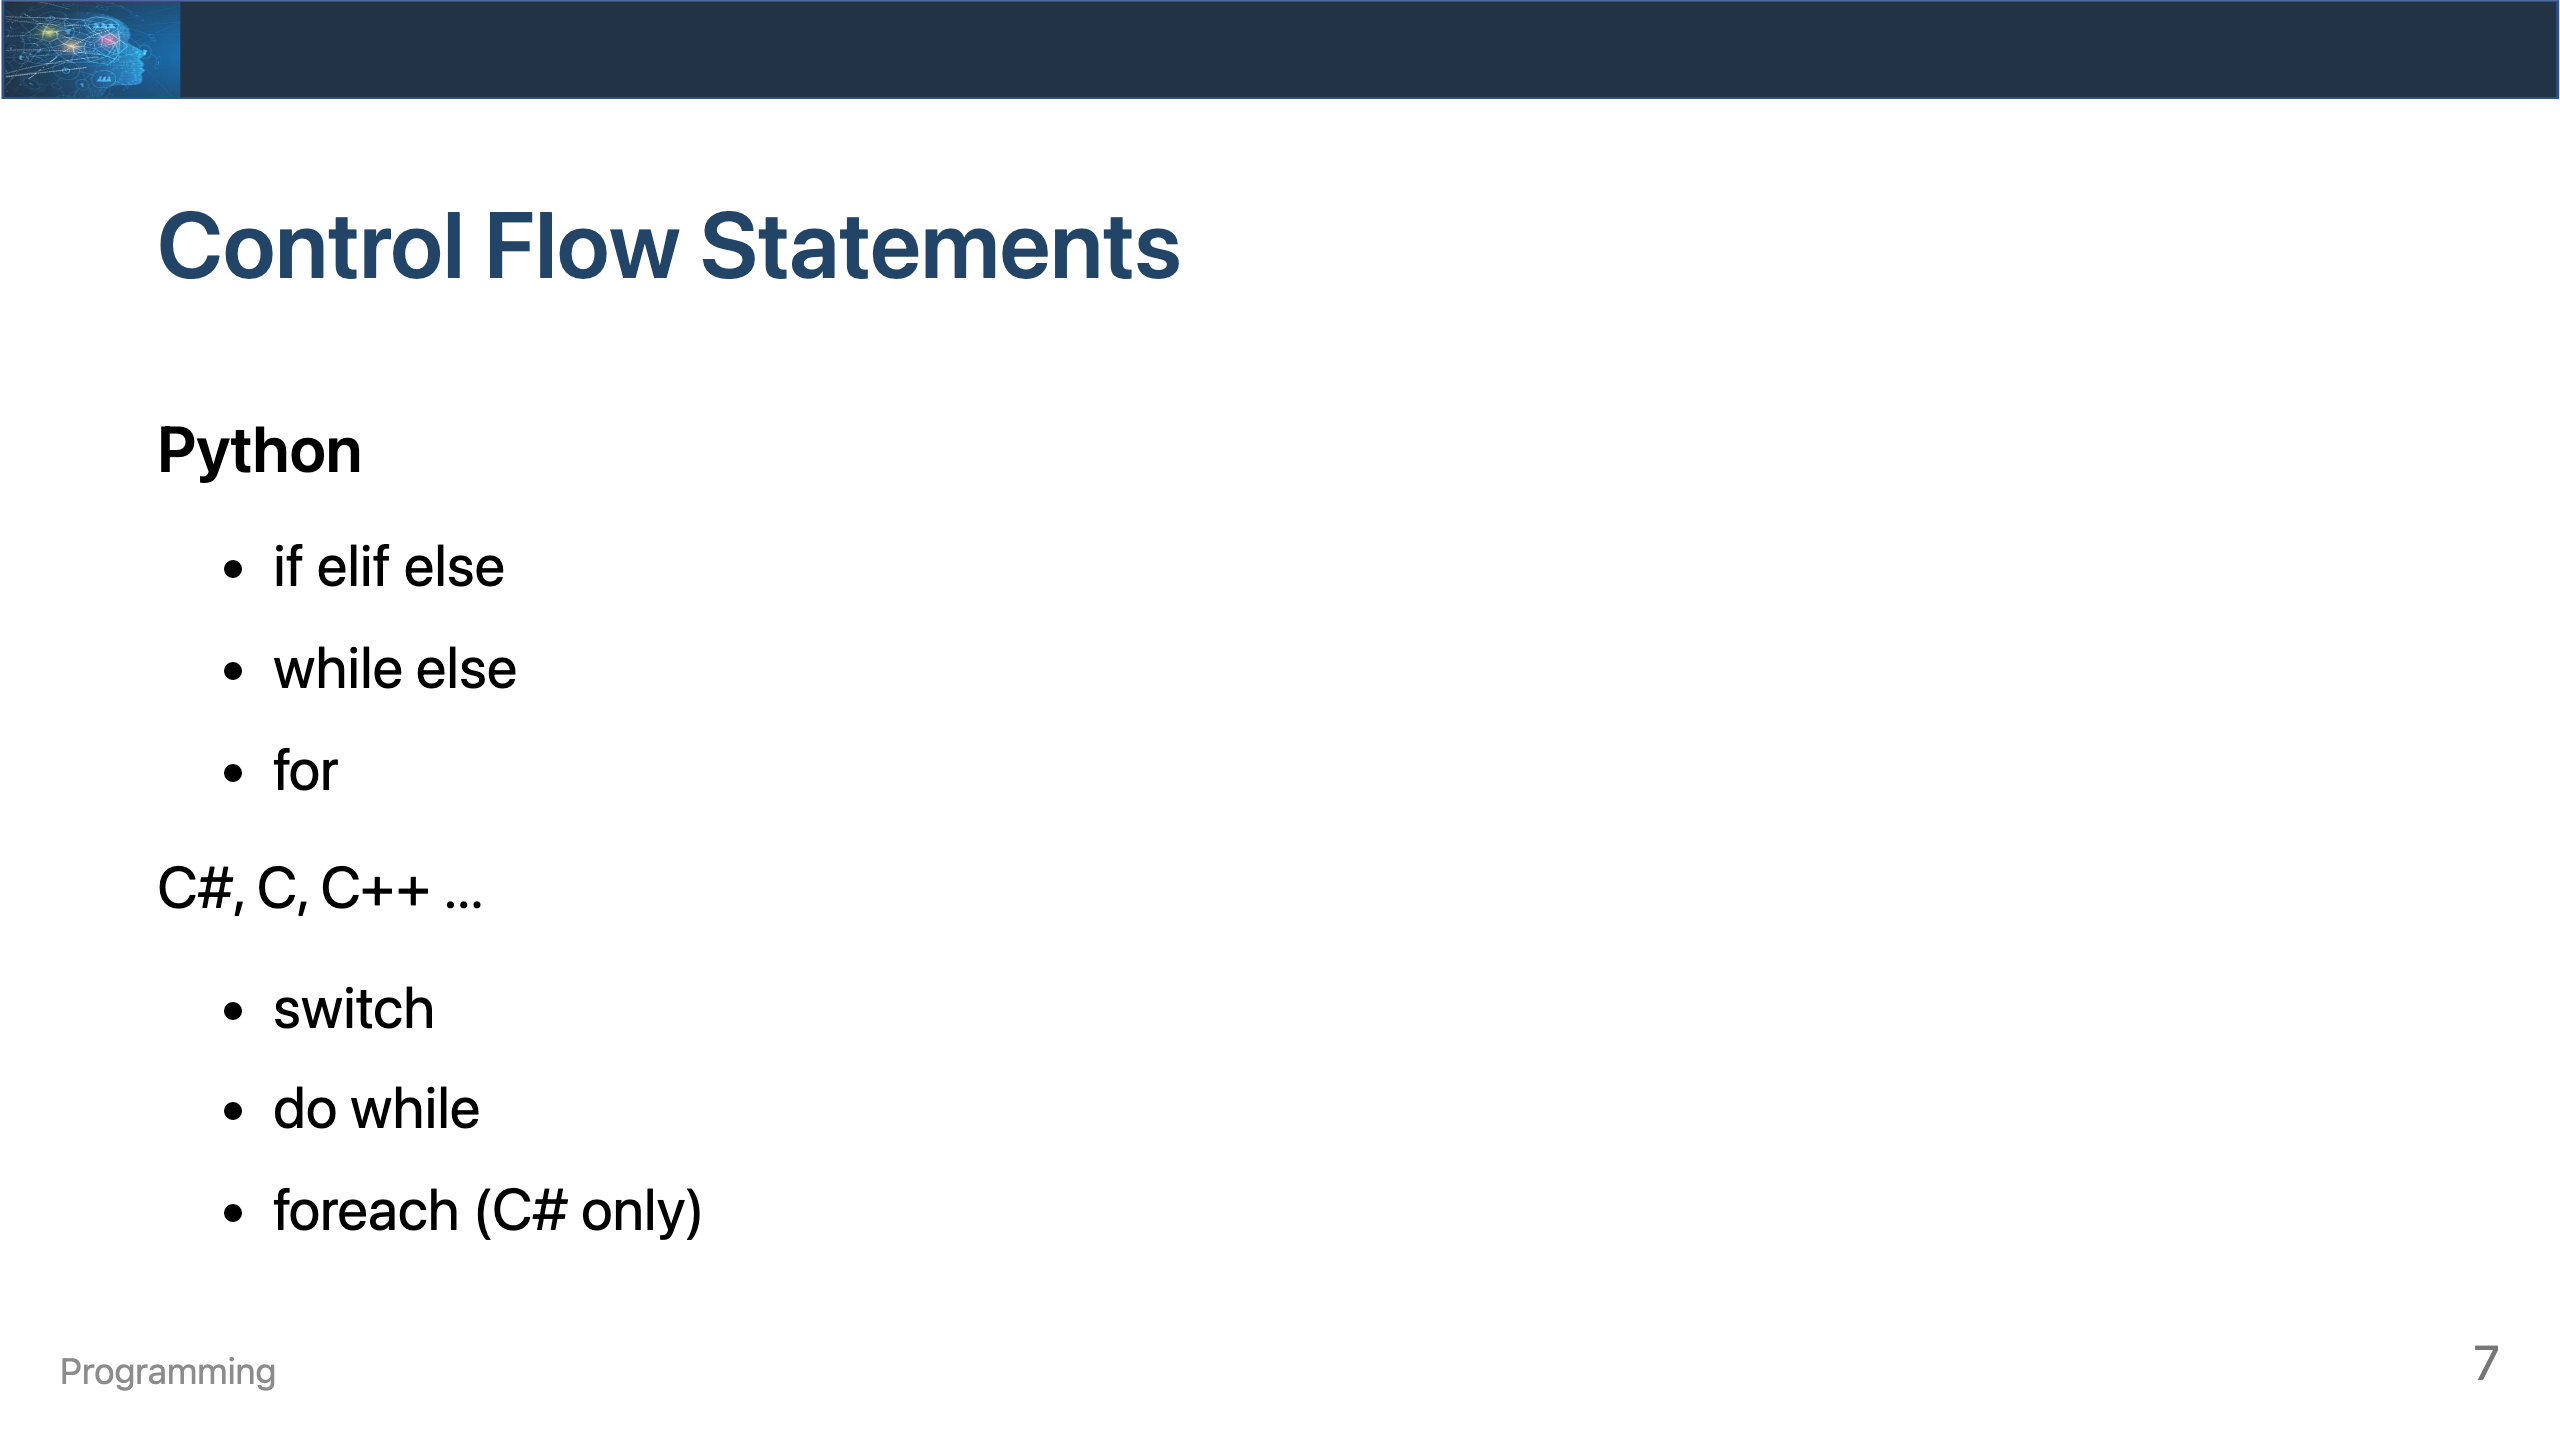 Control Flow Statements
Python
• if elif else
• while else
• for
C#, C, C++ ...
• switch
• do while
• foreach (C# only)
Programming
7